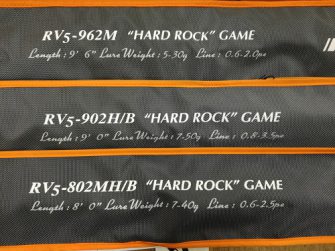 RV5-962M “HARD ROCK” GAME
Length : 9' 6" Lure Weight : 5-30g Line : 0.6-2.0pe
RV5-902H/B “HARD ROCK” GAME
Length : 9' 0" Lure Weight : 7-50g Line : 0.8-3.5pe
RV5-802MH/B “HARD ROCK” GAME
Length : 8' 0" Lure Weight : 7-40g Line : 0.6-2.5pe